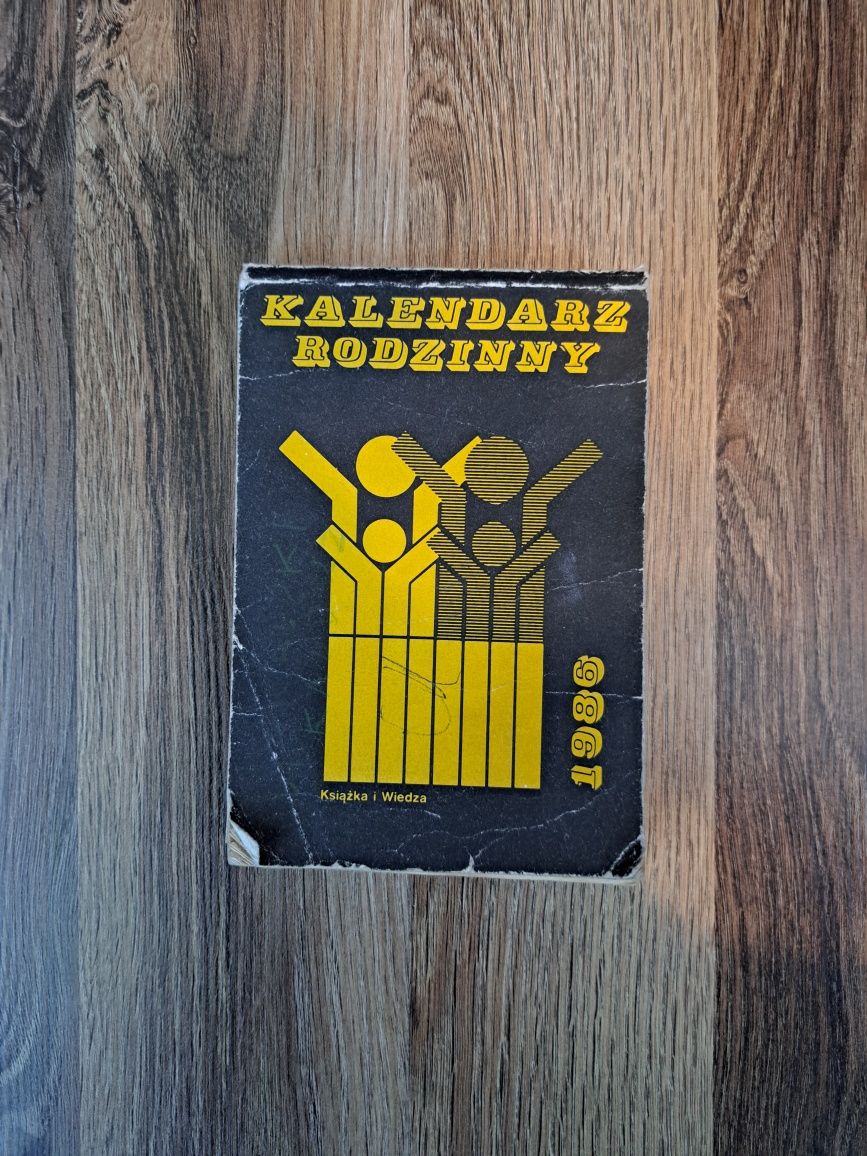 KALENDARZ
RODZINNY
1986
Książka i Wiedza